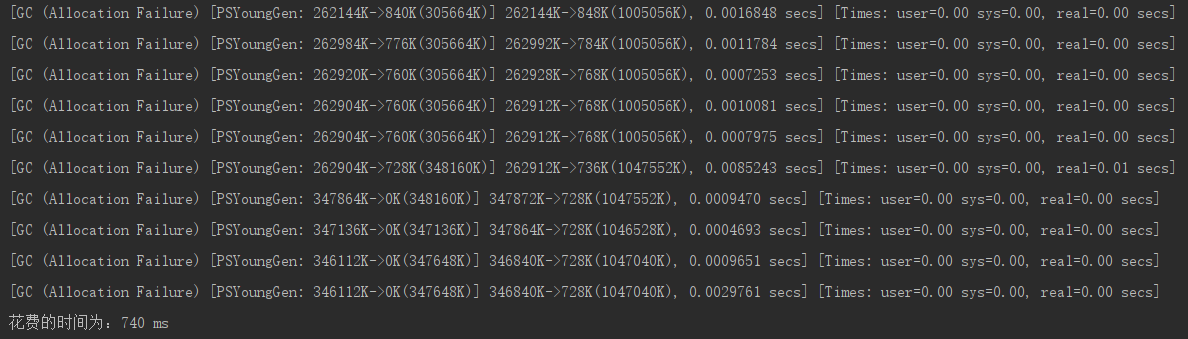 [GC (Allocation Failure) [PSYoungGen: 262144K->840K(305664K)] 262144K->848K(1005056K), 0.0016848 secs] [Times: user=0.00 sys=0.00, real=0.00 secs]
[GC (Allocation Failure) [PSYoungGen: 262984K->776K(305664K)] 262992K->784K(1005056K), 0.0011784 secs] [Times: user=0.00 sys=0.00, real=0.00 secs]
[GC (Allocation Failure) [PSYoungGen: 262920K->760K(305664K)] 262928K->768K(1005056K), 0.0007253 secs] [Times: user=0.00 sys=0.00, real=0.00 secs]
[GC (Allocation Failure) [PSYoungGen: 262904K->760K(305664K)] 262912K->768K(1005056K), 0.0010081 secs] [Times: user=0.00 sys=0.00, real=0.00 secs]
[GC (Allocation Failure) [PSYoungGen: 262904K->760K(305664K)] 262912K->768K(1005056K), 0.0007975 secs] [Times: user=0.00 sys=0.00, real=0.00 secs]
[GC (Allocation Failure) [PSYoungGen: 262904K->728K(348160K)] 262912K->736K(1047552K), 0.0085243 secs] [Times: user=0.00 sys=0.00, real=0.01 secs]
[GC (Allocation Failure) [PSYoungGen: 347864K->0K(348160K)] 347872K->728K(1047552K), 0.0009470 secs] [Times: user=0.00 sys=0.00, real=0.00 secs]
[GC (Allocation Failure) [PSYoungGen: 347136K->0K(347136K)] 347864K->728K(1046528K), 0.0004693 secs] [Times: user=0.00 sys=0.00, real=0.00 secs]
[GC (Allocation Failure) [PSYoungGen: 346112K->0K(347648K)] 346840K->728K(1047040K), 0.0009651 secs] [Times: user=0.00 sys=0.00, real=0.00 secs]
[GC (Allocation Failure) [PSYoungGen: 346112K->0K(347648K)] 346840K->728K(1047040K), 0.0029761 secs] [Times: user=0.00 sys=0.00, real=0.00 secs]
花费的时间为：740 ms